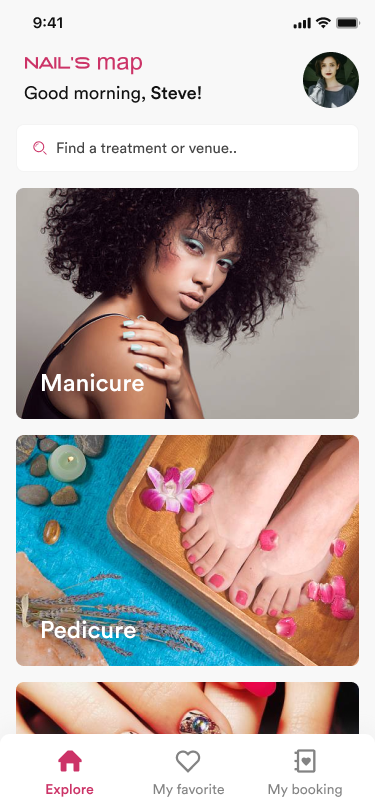 9:41
NAIL'S map
Good morning, Steve!
Find a treatment or venue..
Manicure
Pedicure
Explore
My favorite
My booking